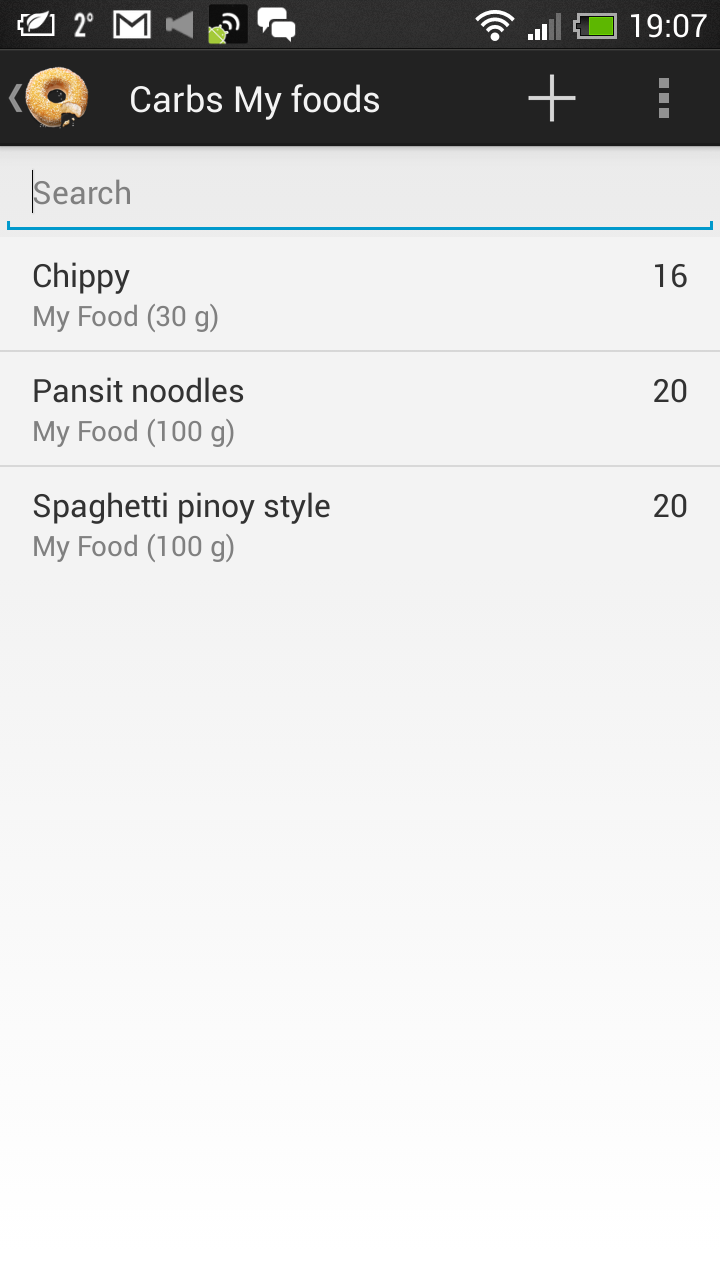 2° 19:07
Carbs My foods
Search
Chippy 16
My Food (30 g)
Pansit noodles 20
My Food (100 g)
Spaghetti pinoy style 20
My Food (100 g)